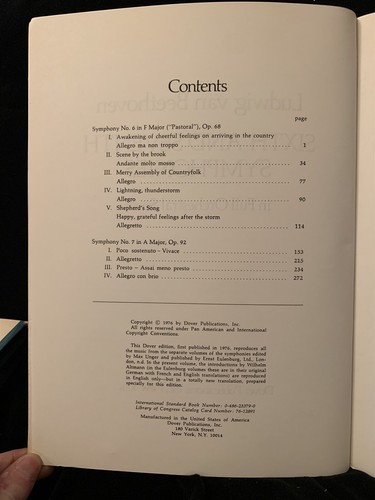 Contents
page
Symphony No. 6 in F Major ("Pastoral"), Op. 68
I. Awakening of cheerful feelings on arriving in the country
Allegro ma non troppo 1
II. Scene by the brook
Andante molto mosso 34
III. Merry Assembly of Countryfolk
Allegro 77
IV. Lightning, thunderstorm
Allegro 90
V. Shepherd's Song
Happy, grateful feelings after the storm
Allegretto 114
Symphony No. 7 in A Major, Op. 92
I. Poco sostenuto – Vivace 153
II. Allegretto 213
III. Presto – Assai meno presto 234
IV. Allegro con brio 272
Copyright © 1976 by Dover Publications, Inc.
All rights reserved under Pan American and International
Copyright Conventions.
This Dover edition, first published in 1976, reproduces all
the music from the separate volumes of the symphonies edited
by Max Unger and published by Ernst Eulenburg, Ltd., Lon-
don, n.d. In the present volume, the introductions by Wilhelm
Altmann (in the Eulenburg volumes these are in their original
German with French and English translations) are reproduced
in English only—but in a totally new translation, prepared
specially for this edition.
International Standard Book Number: 0-486-23379-0
Library of Congress Catalog Card Number:
Manufactured in the United States of America
Dover Publications, Inc.
180 Varick Street
New York, N.Y. 10014